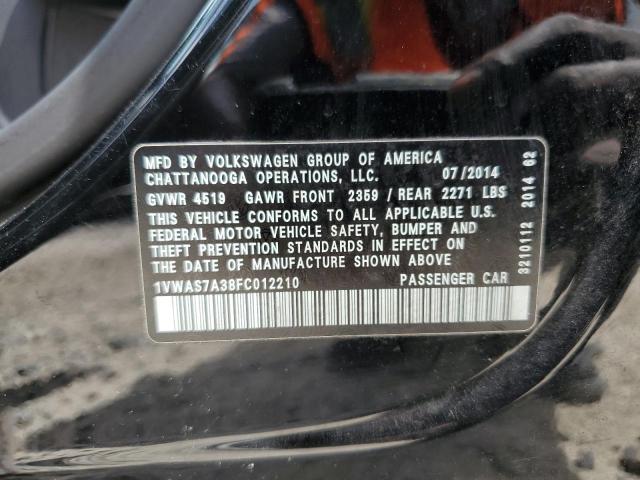 MFD BY VOLKSWAGEN GROUP OF AMERICA
CHATTANOOGA OPERATIONS, LLC. 07/2014
GVWR 4519 GAWR FRONT 2359 / REAR 2271 LBS
THIS VEHICLE CONFORMS TO ALL APPLICABLE U.S.
FEDERAL MOTOR VEHICLE SAFETY, BUMPER AND
THEFT PREVENTION STANDARDS IN EFFECT ON
THE DATE OF MANUFACTURE SHOWN ABOVE
1VWAS7A38FC012210 PASSENGER CAR
3210112 2014 62